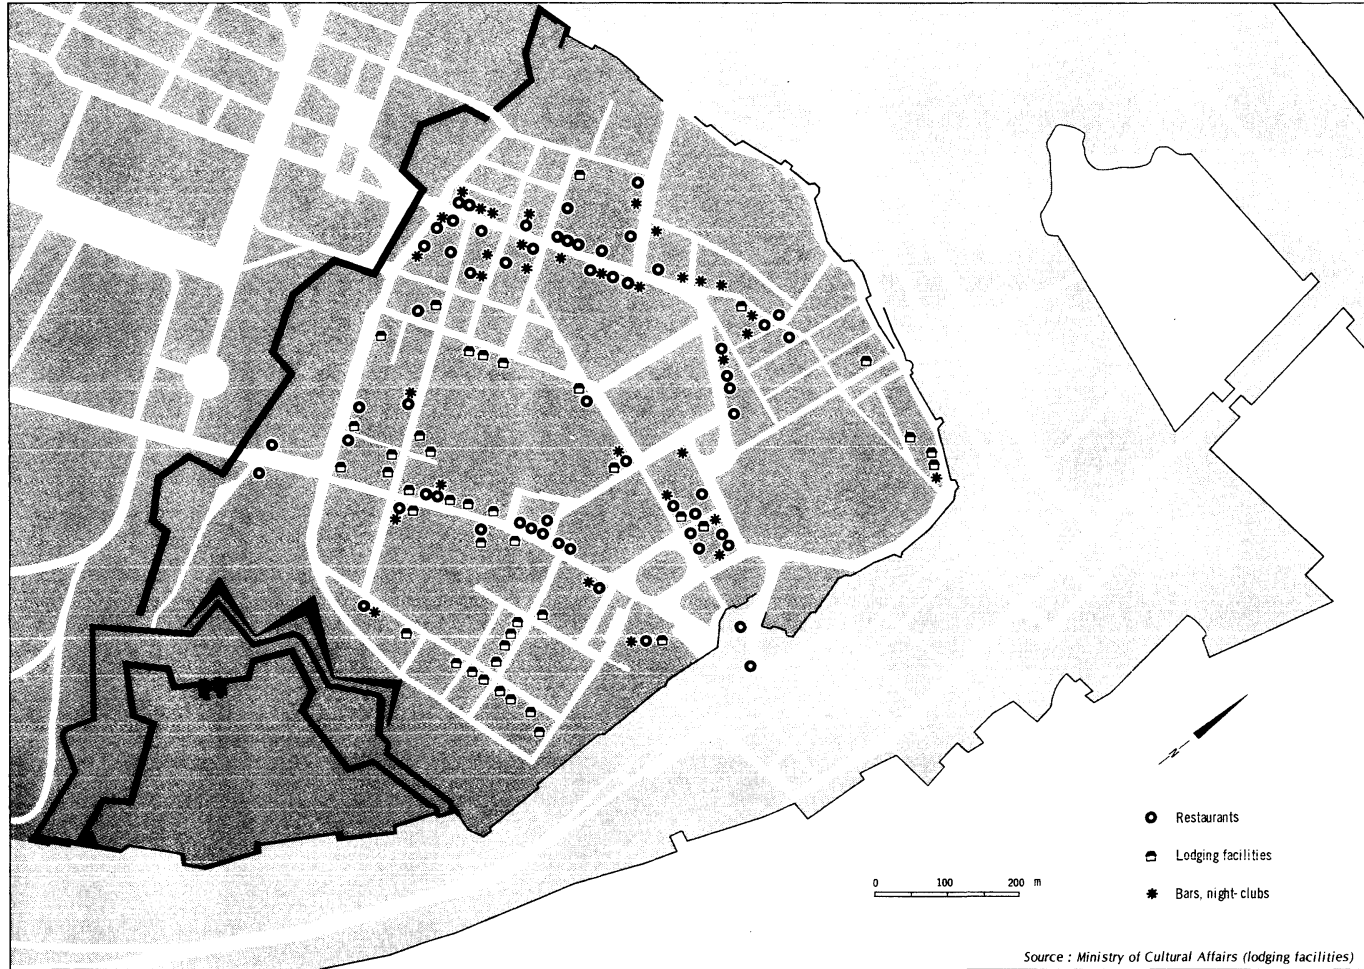 N
Restaurants
Lodging facilities
0 100 200 m
Bars, night-clubs
Source : Ministry of Cultural Affairs (lodging facilities)